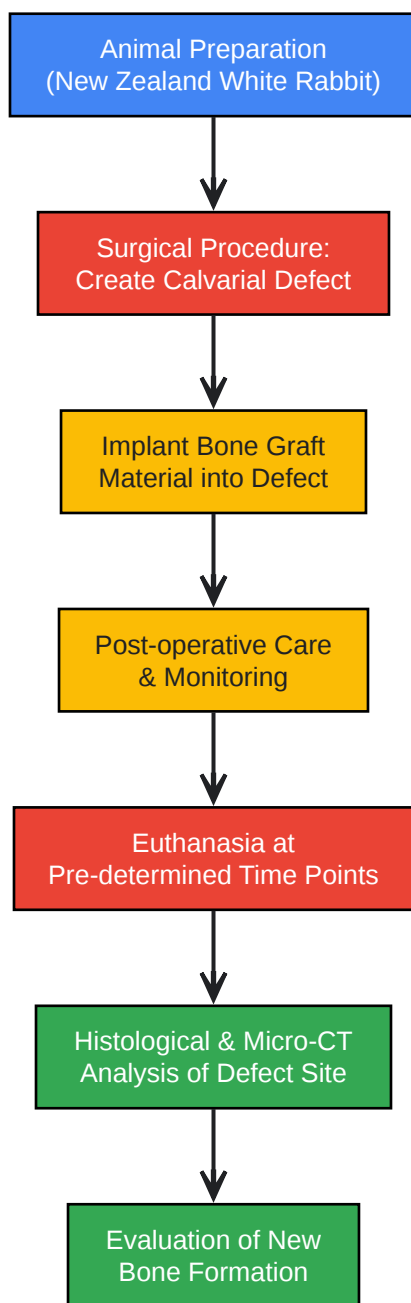 Animal Preparation
(New Zealand White Rabbit)
Surgical Procedure:
Create Calvarial Defect
Implant Bone Graft
Material into Defect
Post-operative Care
& Monitoring
Euthanasia at
Pre-determined Time Points
Histological & Micro-CT
Analysis of Defect Site
Evaluation of New
Bone Formation